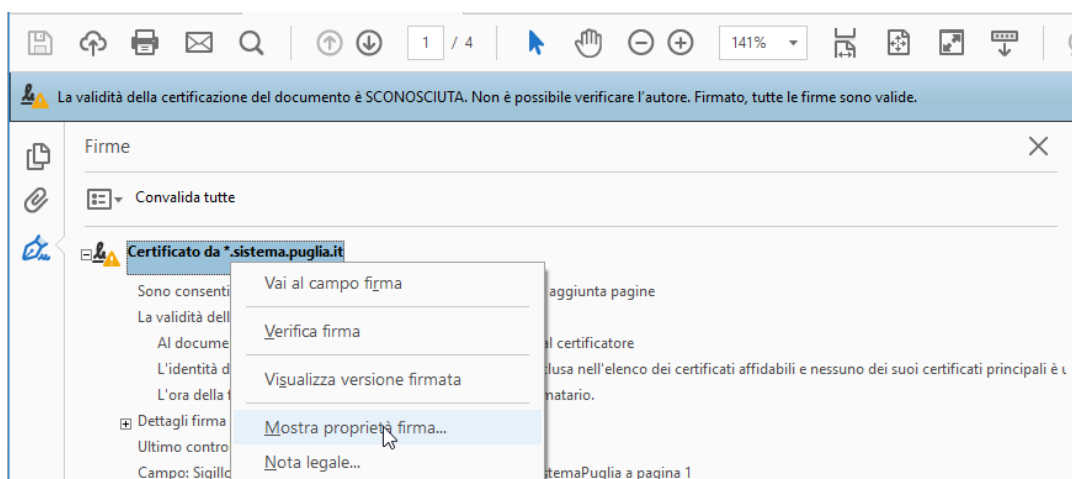 1 / 4
141%
La validità della certificazione del documento è SCONOSCIUTA. Non è possibile verificare l'autore. Firmato, tutte le firme sono valide.
Firme
Convalida tutte
Certificato da *.sistema.puglia.it
Vai al campo firma
Sono consenti aggiunta pagine
La validità dell
Verifica firma
Al docume al certificatore
L'identità d lusa nell'elenco dei certificati affidabili e nessuno dei suoi certificati principali è
Visualizza versione firmata
L'ora della f matario.
Dettagli firma
Mostra proprietà firma...
Ultimo contro
Nota legale...
Campo: Sigillo temaPuglia a pagina 1